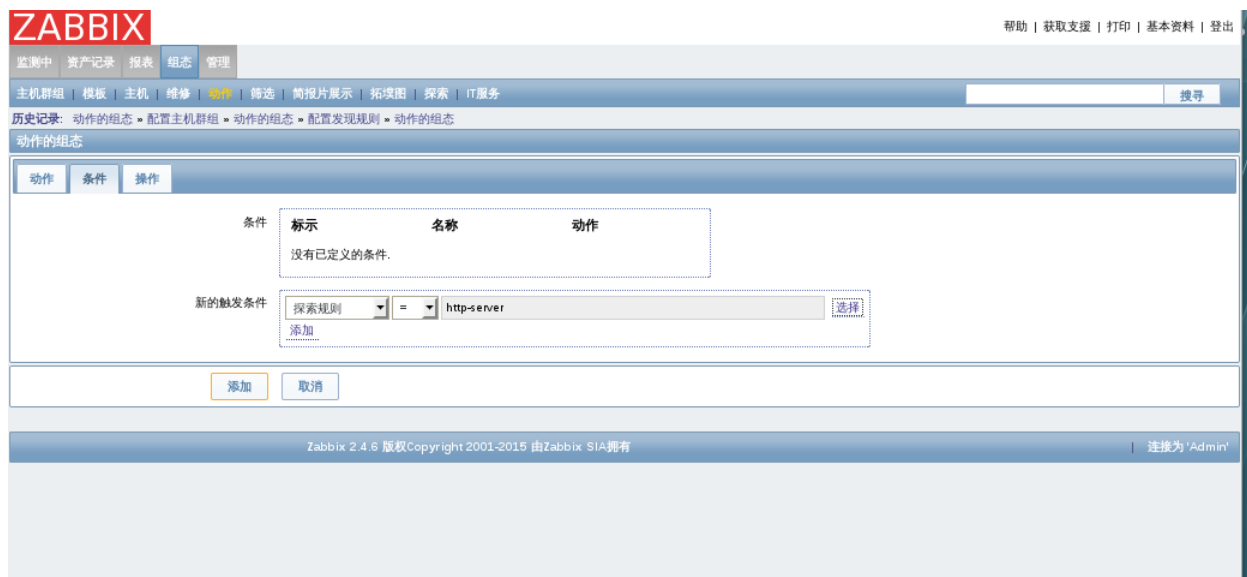 ZABBIX
帮助 | 获取支援 | 打印 | 基本资料 | 登出
监测中 资产记录 报表 组态 管理
主机群组 | 模板 | 主机 | 维修 | 动作 | 筛选 | 简报片展示 | 拓墣图 | 探索 | IT服务 搜寻
历史记录: 动作的组态 » 配置主机群组 » 动作的组态 » 配置发现规则 » 动作的组态
动作的组态
动作 条件 操作
条件 标示 名称 动作
没有已定义的条件.
新的触发条件 探索规则 = http-server 选择
添加
添加 取消
Zabbix 2.4.6 版权Copyright 2001-2015 由Zabbix SIA拥有 | 连接为 'Admin'